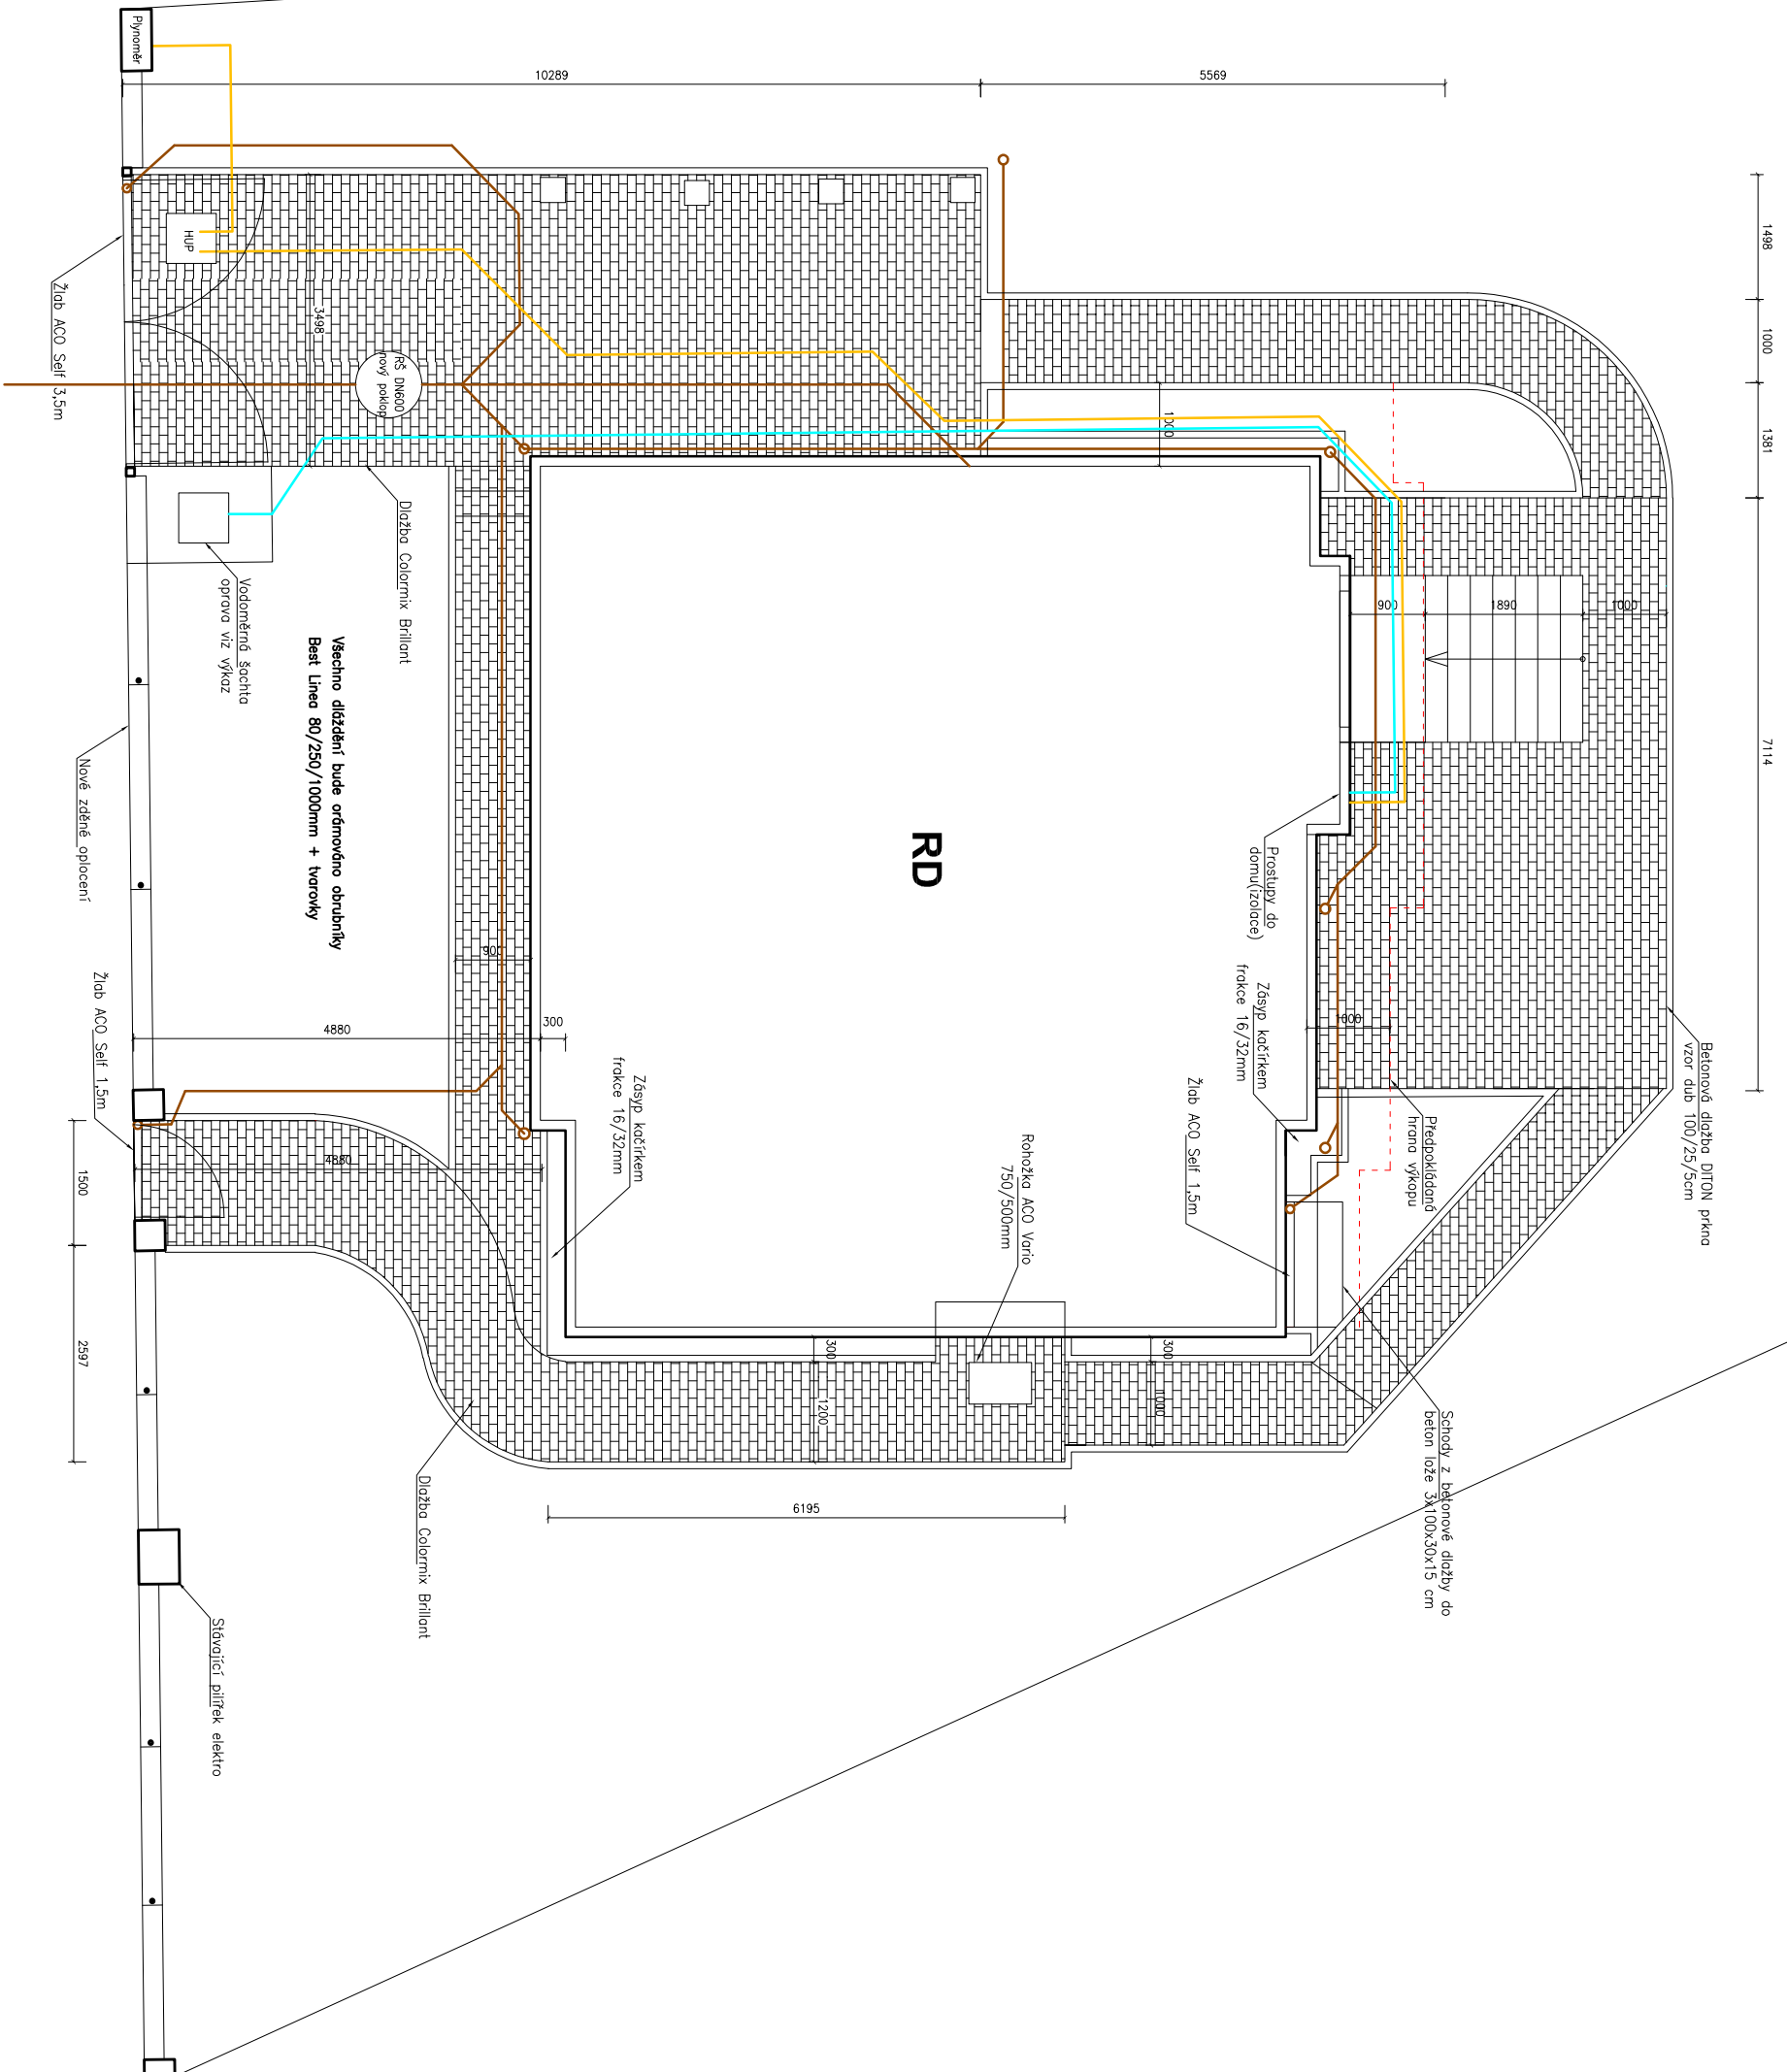 Plynoměr
10289
5569
1498
1000
1381
7114
HUP
3498
Žlab ACO Self 3,5m
RŠ DN600
nový poklop
1000
Dlažba Colormix Brillant
Vodoměrná šachta
oprava viz výkaz
Všechno dláždění bude orámováno obrubníky
Best Linea 80/250/1000mm + tvarovky
Nové zděné oplocení
900
1890
1000
RD
Prostupy do
domu(izolace)
Zásyp kačírkem
frakce 16/32mm
900
4880
300
1000
Betonová dlažba DITON prkna
vzor dub 100/25/5cm
Žlab ACO Self 1,5m
Zásyp kačírkem
frakce 16/32mm
Žlab ACO Self 1,5m
Předpokládaná
hrana výkopu
Rohožka ACO Vario
750/500mm
4880
1500
2597
300
1200
300
1000
Schody z betonové dlažby do
beton lože 3x100x30x15 cm
6195
Dlažba Colormix Brillant
Stávající pilířek elektro